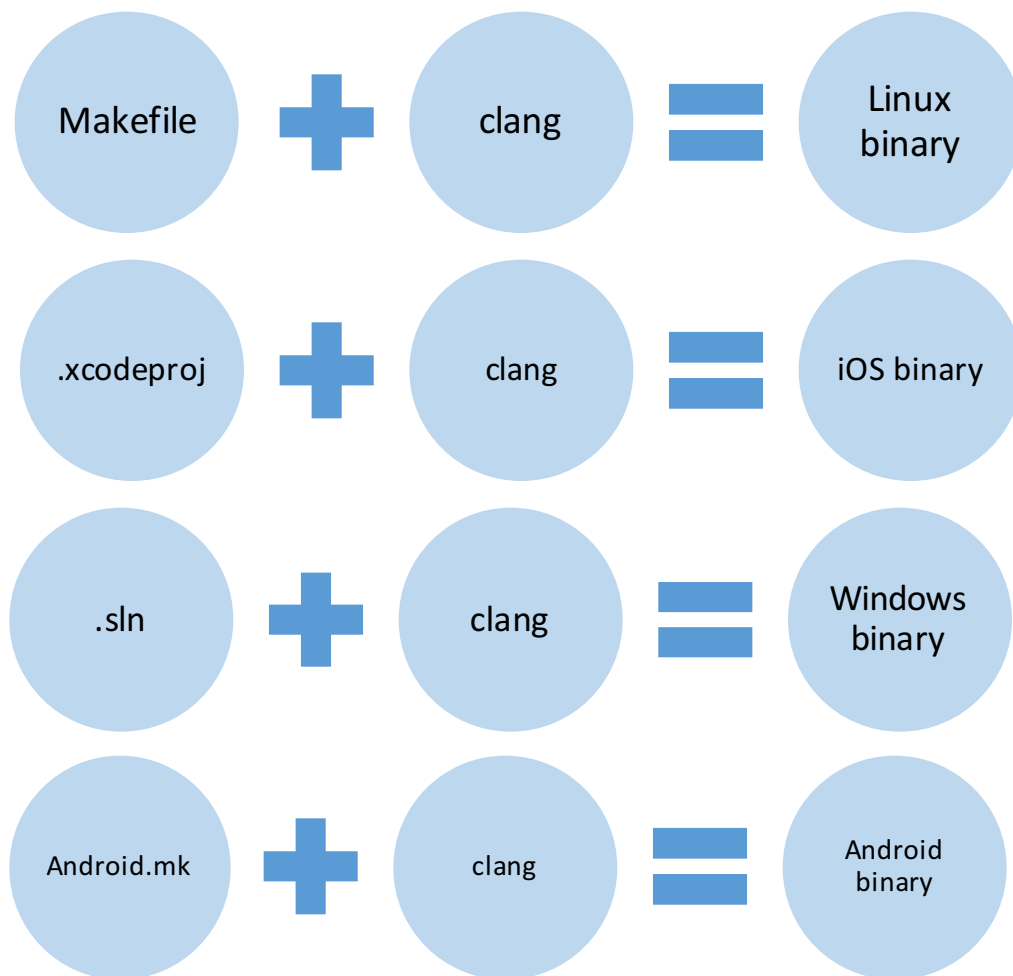 Makefile
clang
Linux
binary
.xcodeproj
clang
iOS binary
.sln
clang
Windows
binary
Android.mk
clang
Android
binary